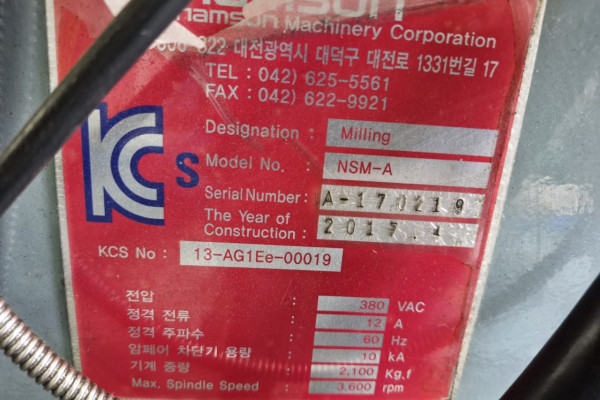 Machinery Corporation
대전광역시 대덕구 대전로 1331번길 17
TEL : 042) 625-5561
FAX : 042) 622-9921
KCs
Designation : Milling
Model No. : NSM-A
Serial Number : A-170219
The Year of
Construction : 2017. .
KCS No : 13-AG1Ee-00019
전압 : 380 VAC
정격 전류 : 12 A
정격 주파수 : 60 Hz
암페어 차단기 용량 : 10 kA
기계 중량 : 2,100 Kg.f
Max. Spindle Speed : 3,600 rpm